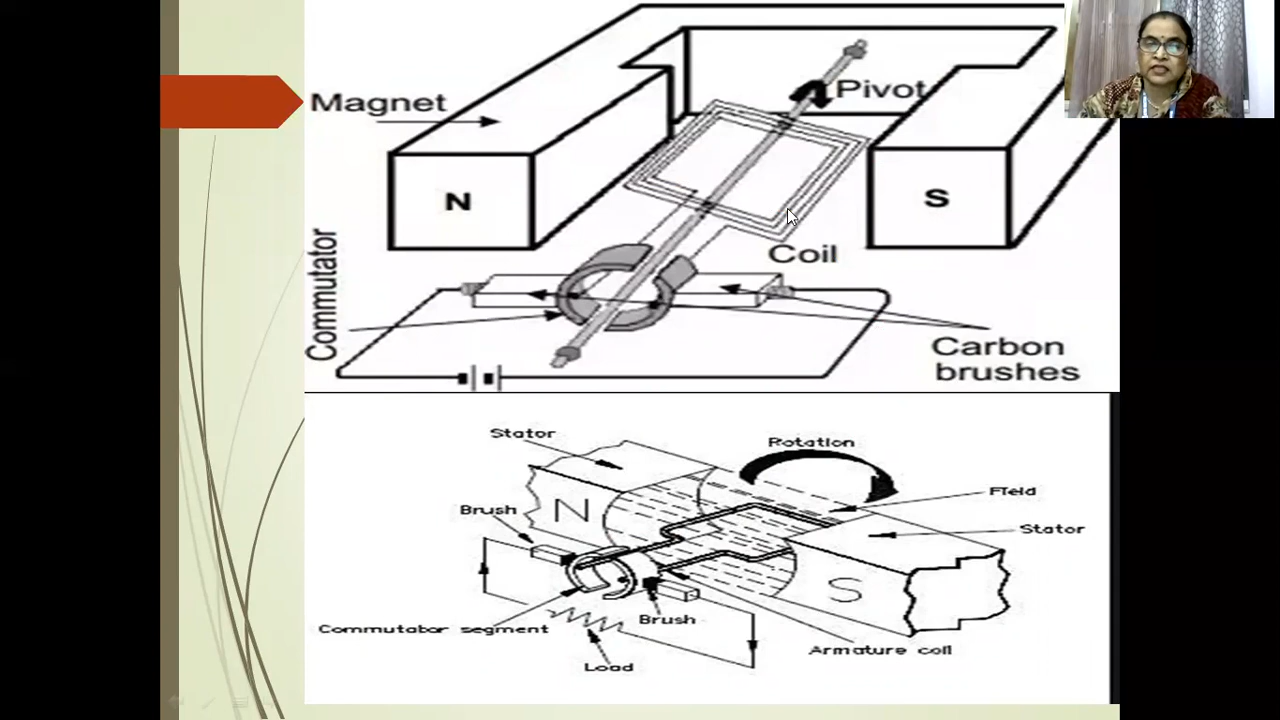 Pivot
Magnet
N
S
Commutator
Coil
Carbon
brushes
Stator
Rotation
Field
Brush
N
Stator
S
Brush
Commutator segment
Armature coil
Load